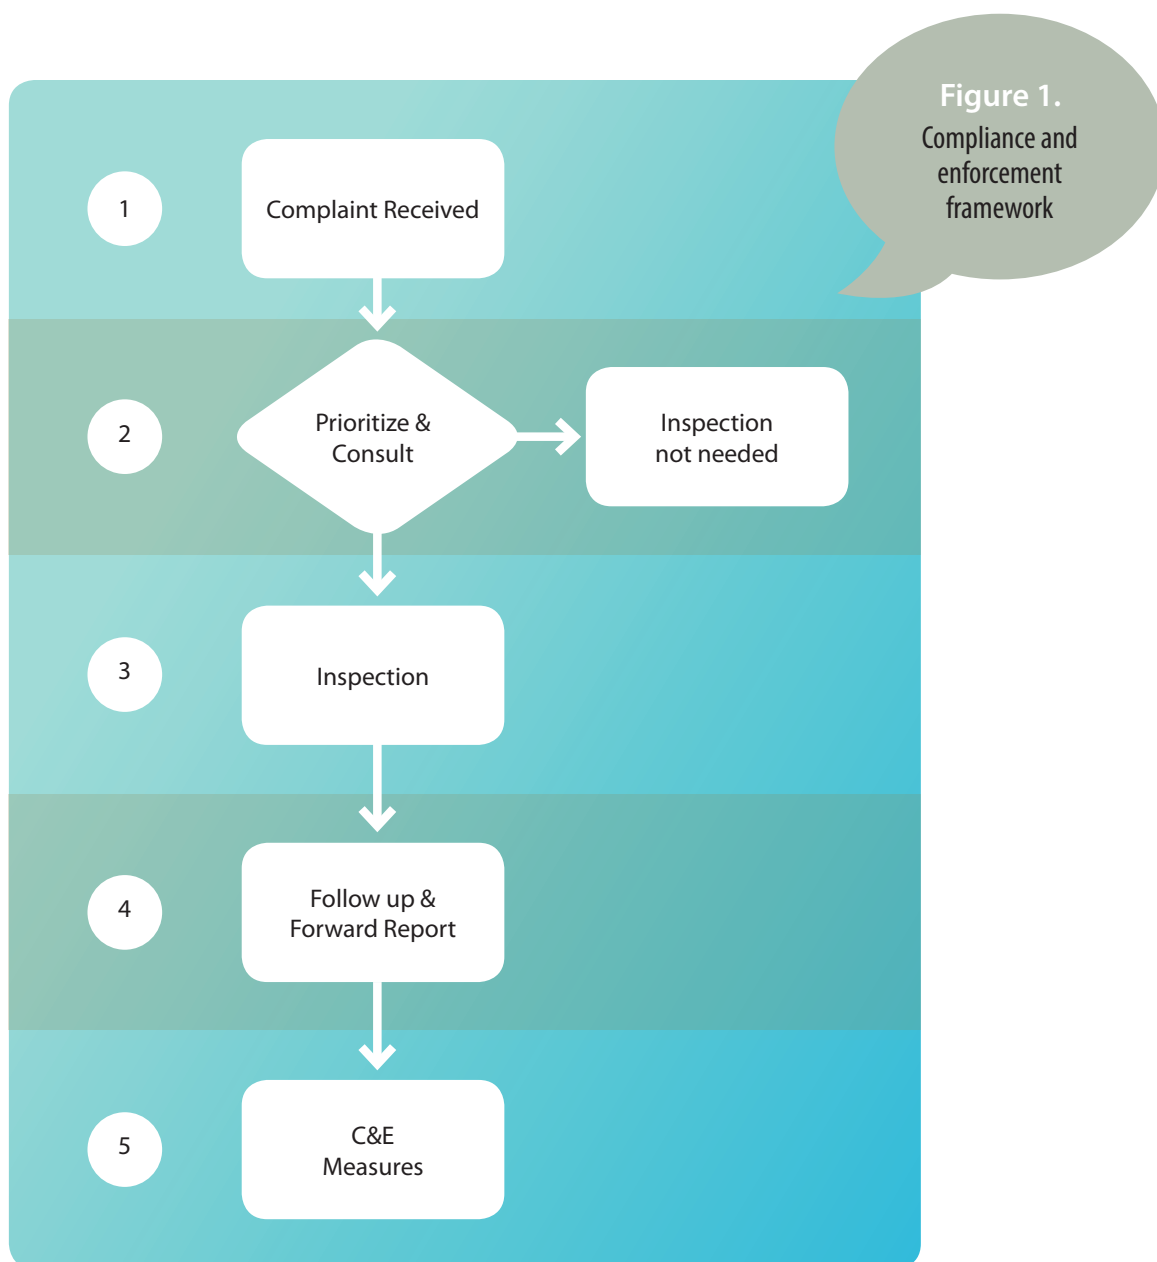 Figure 1.
Compliance and
enforcement
framework
1
Complaint Received
2
Prioritize &
Consult
Inspection
not needed
3
Inspection
4
Follow up &
Forward Report
5
C&E
Measures